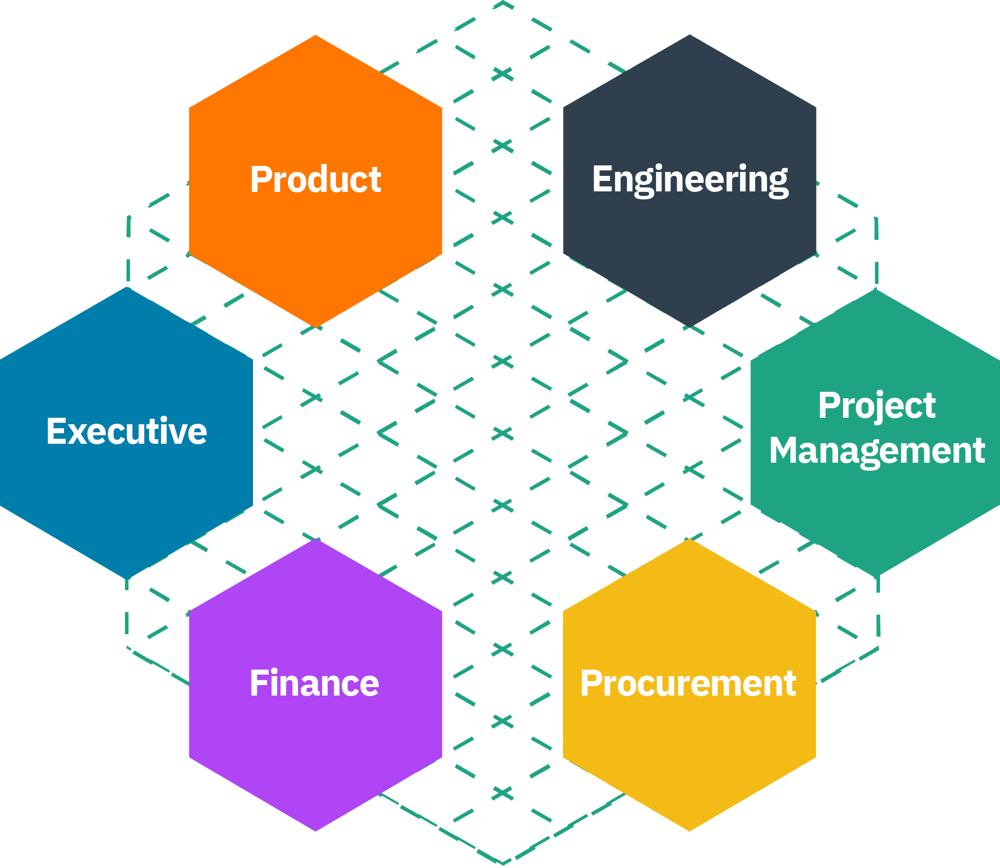 Product
Engineering
Executive
Project
Management
Finance
Procurement